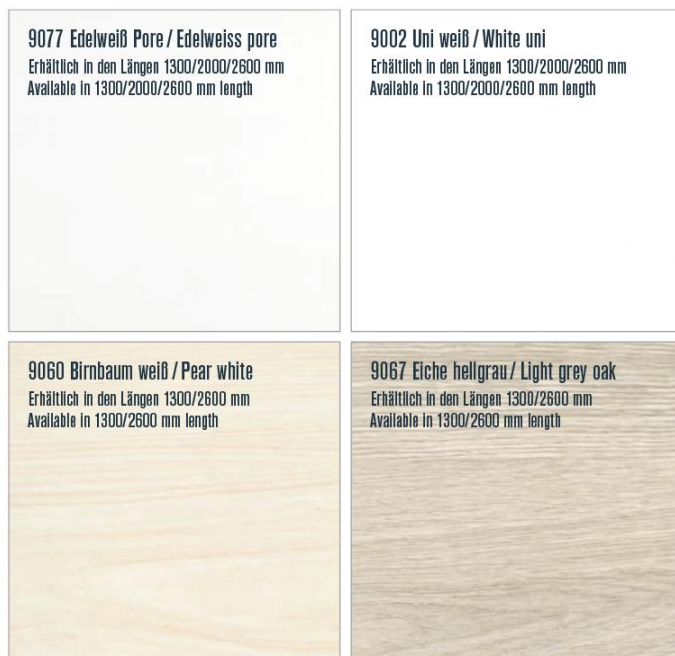 9077 Edelweiß Pore / Edelweiss pore
Erhältlich in den Längen 1300/2000/2600 mm
Available in 1300/2000/2600 mm length
9002 Uni weiß / White uni
Erhältlich in den Längen 1300/2000/2600 mm
Available in 1300/2000/2600 mm length
9060 Birnbaum weiß / Pear white
Erhältlich in den Längen 1300/2600 mm
Available in 1300/2600 mm length
9067 Eiche hellgrau / Light grey oak
Erhältlich in den Längen 1300/2600 mm
Available in 1300/2600 mm length